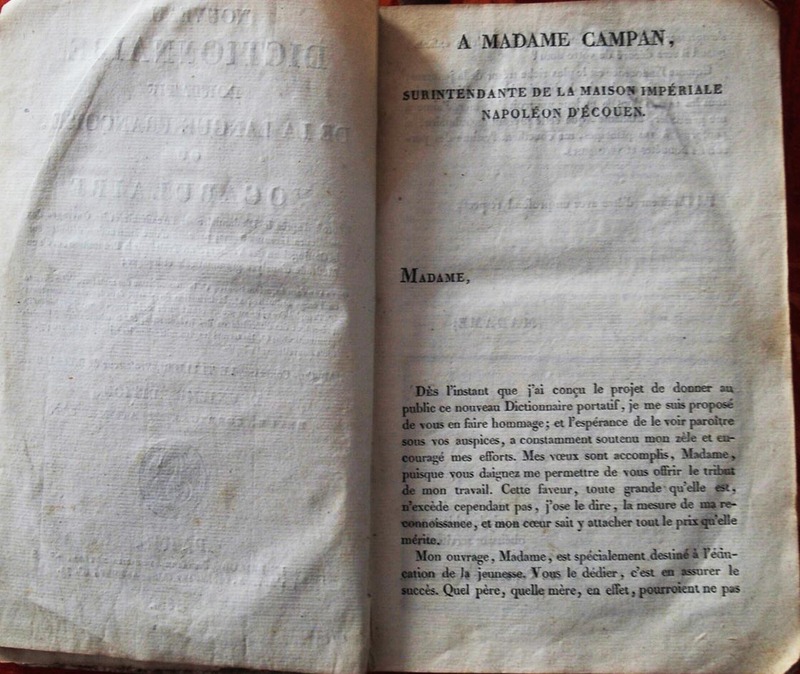 A MADAME CAMPAN,
SURINTENDANTE DE LA MAISON IMPÉRIALE
NAPOLÉON D'ÉCOUEN.
MADAME,
Dès l'instant que j'ai conçu le projet de donner au
public ce nouveau Dictionnaire portatif, je me suis proposé
de vous en faire hommage; et l'espérance de le voir paroître
sous vos auspices, a constamment soutenu mon zèle et en-
couragé mes efforts. Mes vœux sont accomplis, Madame,
puisque vous daignez me permettre de vous offrir le tribut
de mon travail. Cette faveur, toute grande qu'elle est,
n'excède cependant pas, j'ose le dire, la mesure de ma re-
connoissance, et mon cœur sait y attacher tout le prix qu'elle
mérite.
Mon ouvrage, Madame, est spécialement destiné à l'édu-
cation de la jeunesse. Vous le dédier, c'est en assurer le
succès. Quel père, quelle mère, en effet, pourroient ne pas